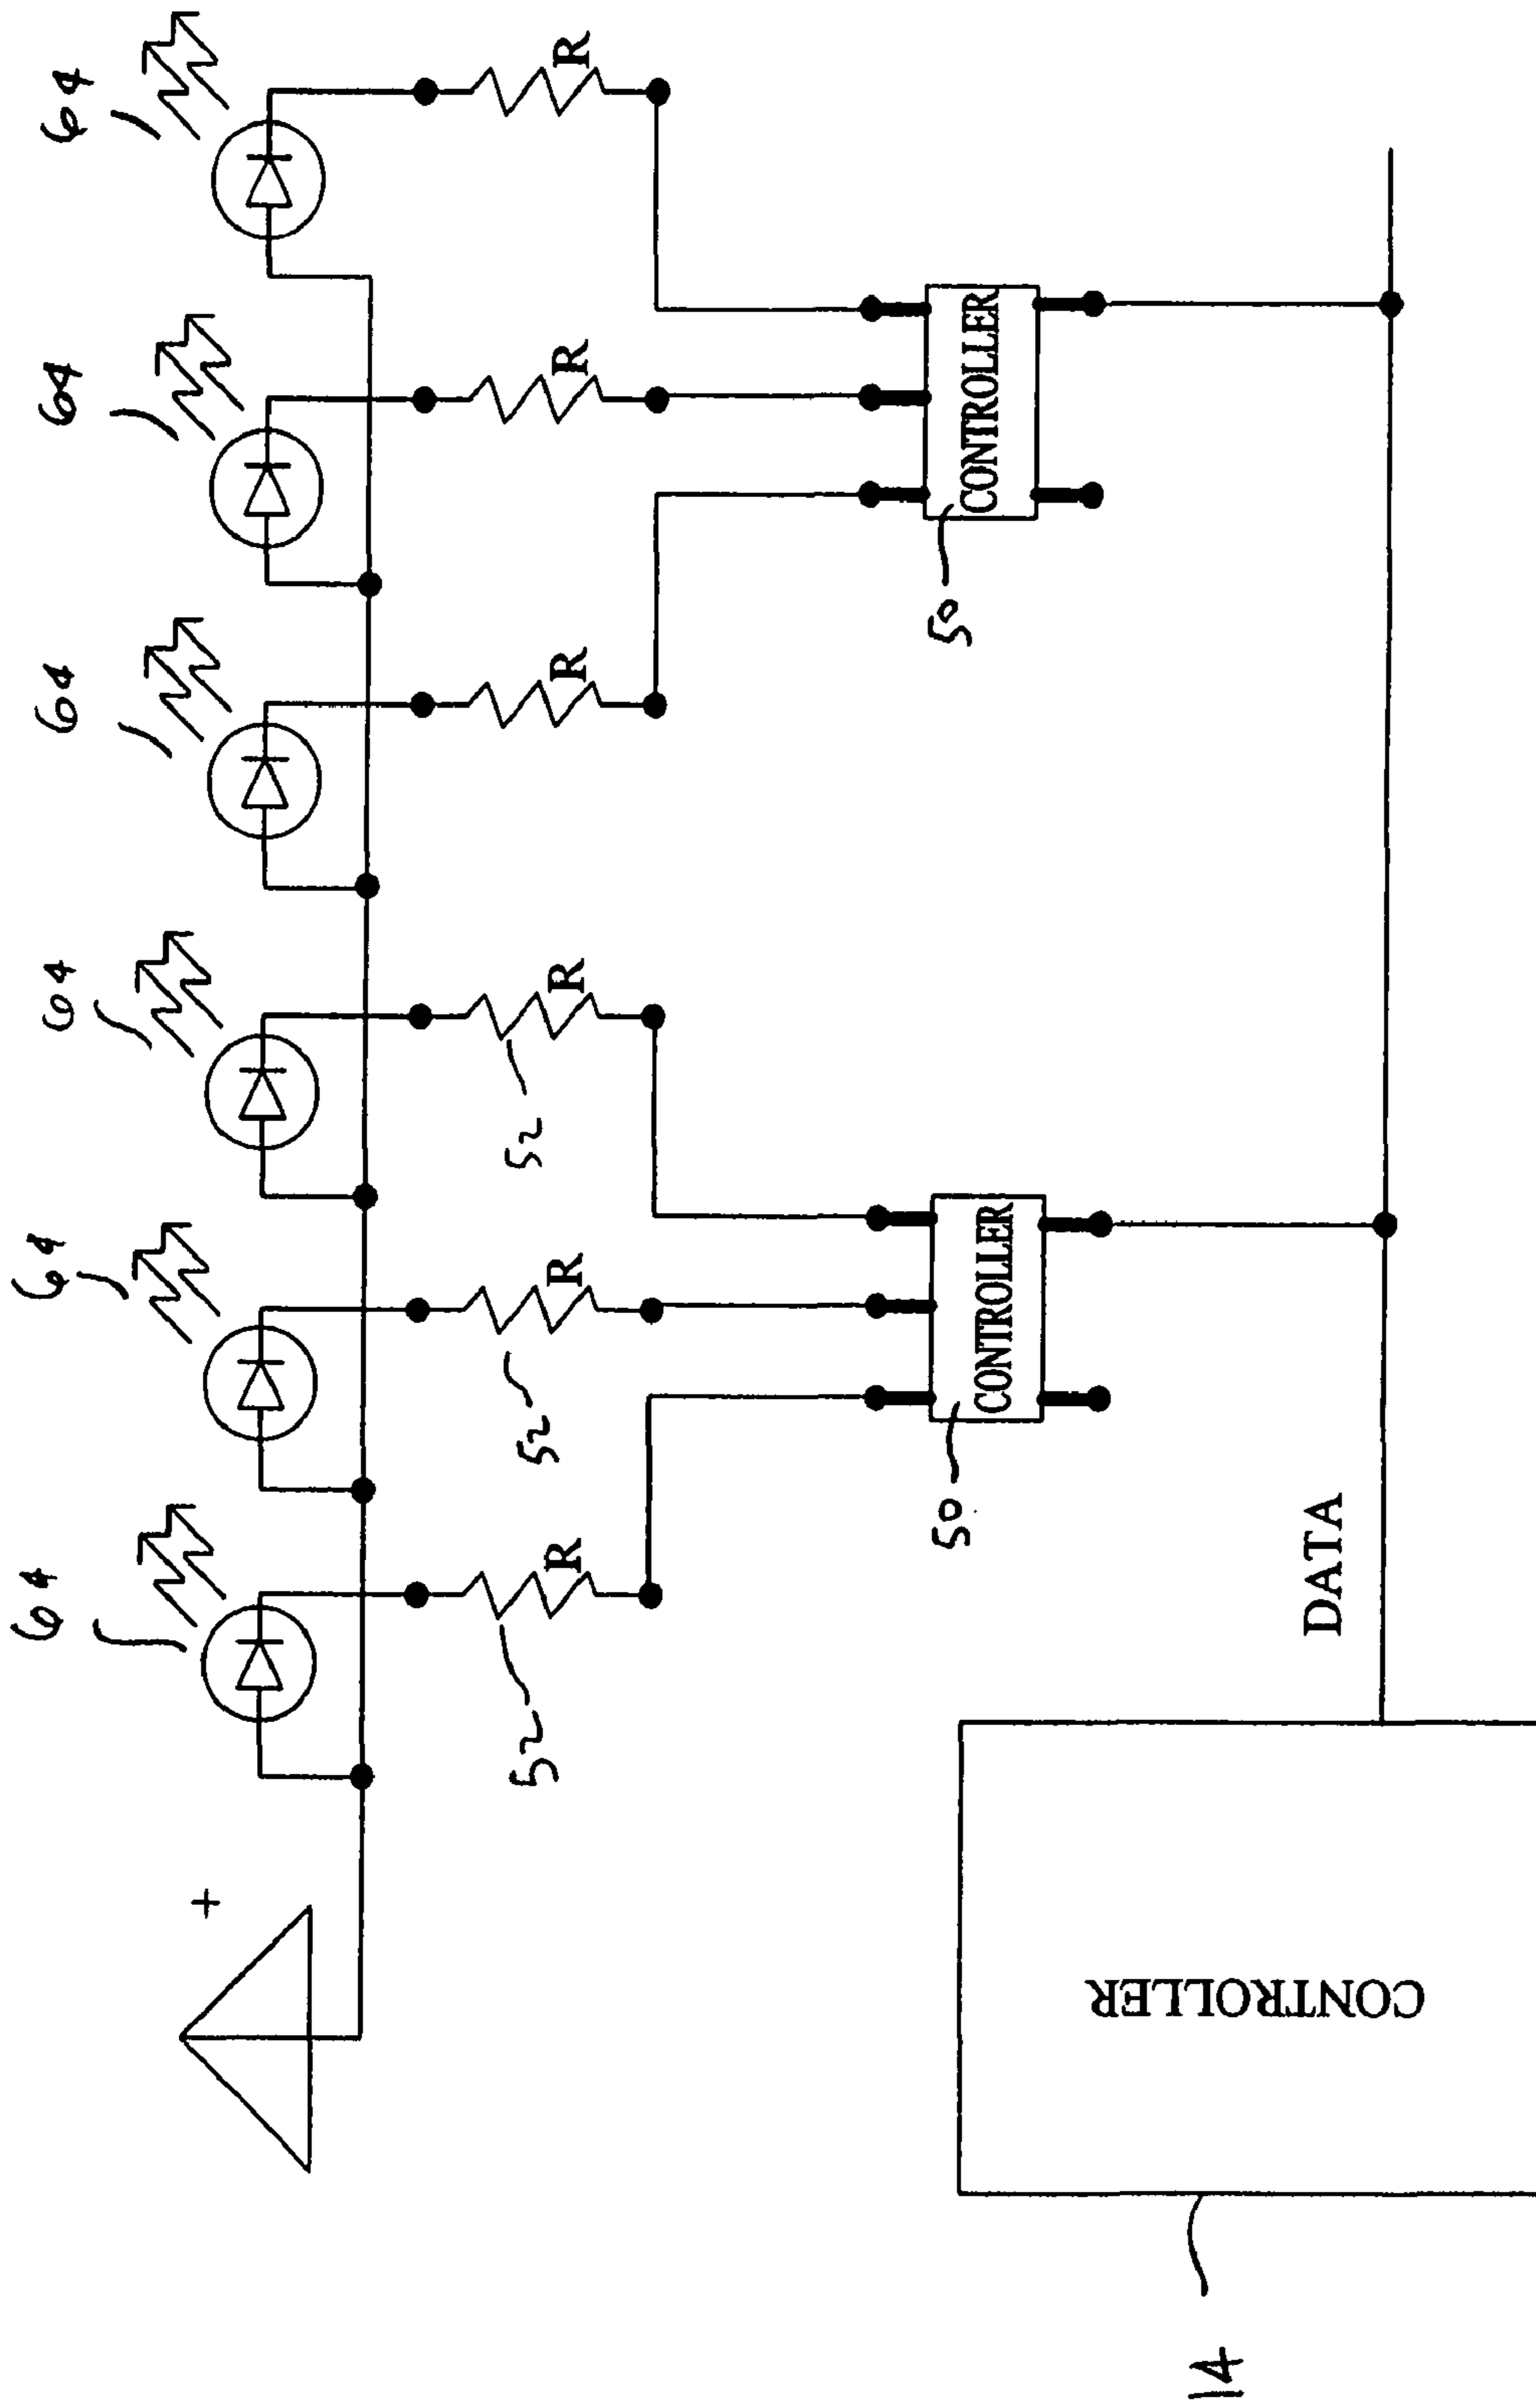 64 64 64 64 64 64
+
R R R R R R
52 52 52
CONTROLLER CONTROLLER
50 50
DATA
CONTROLLER
14